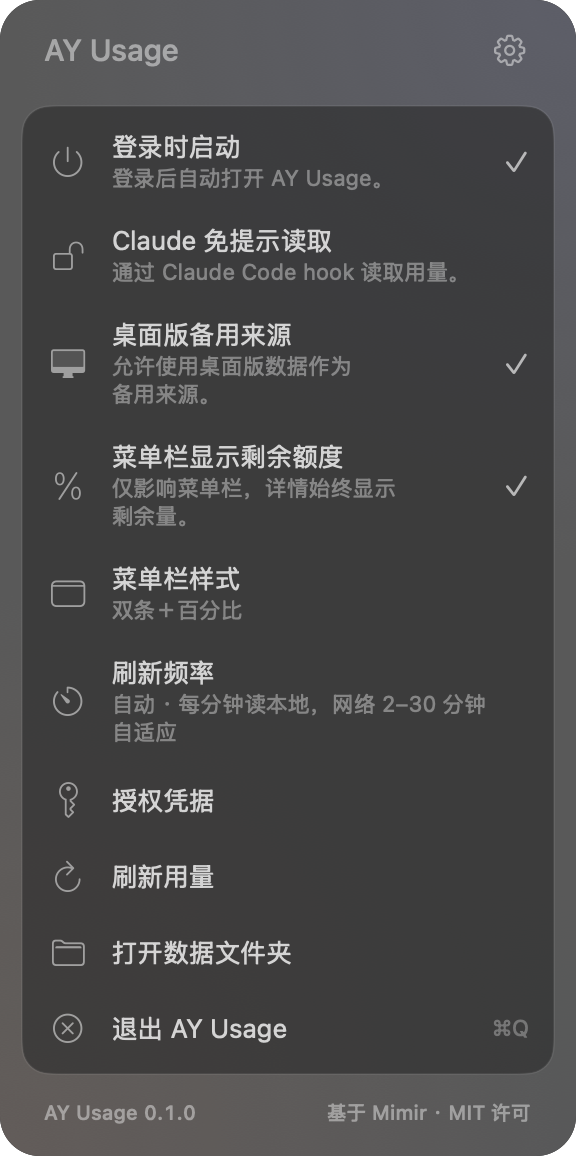 AY Usage
登录时启动
登录后自动打开 AY Usage。
Claude 免提示读取
通过 Claude Code hook 读取用量。
桌面版备用来源
允许使用桌面版数据作为
备用来源。
%
菜单栏显示剩余额度
仅影响菜单栏，详情始终显示
剩余量。
菜单栏样式
双条＋百分比
刷新频率
自动 · 每分钟读本地，网络 2–30 分钟
自适应
授权凭据
刷新用量
打开数据文件夹
退出 AY Usage ⌘Q
AY Usage 0.1.0 基于 Mimir · MIT 许可